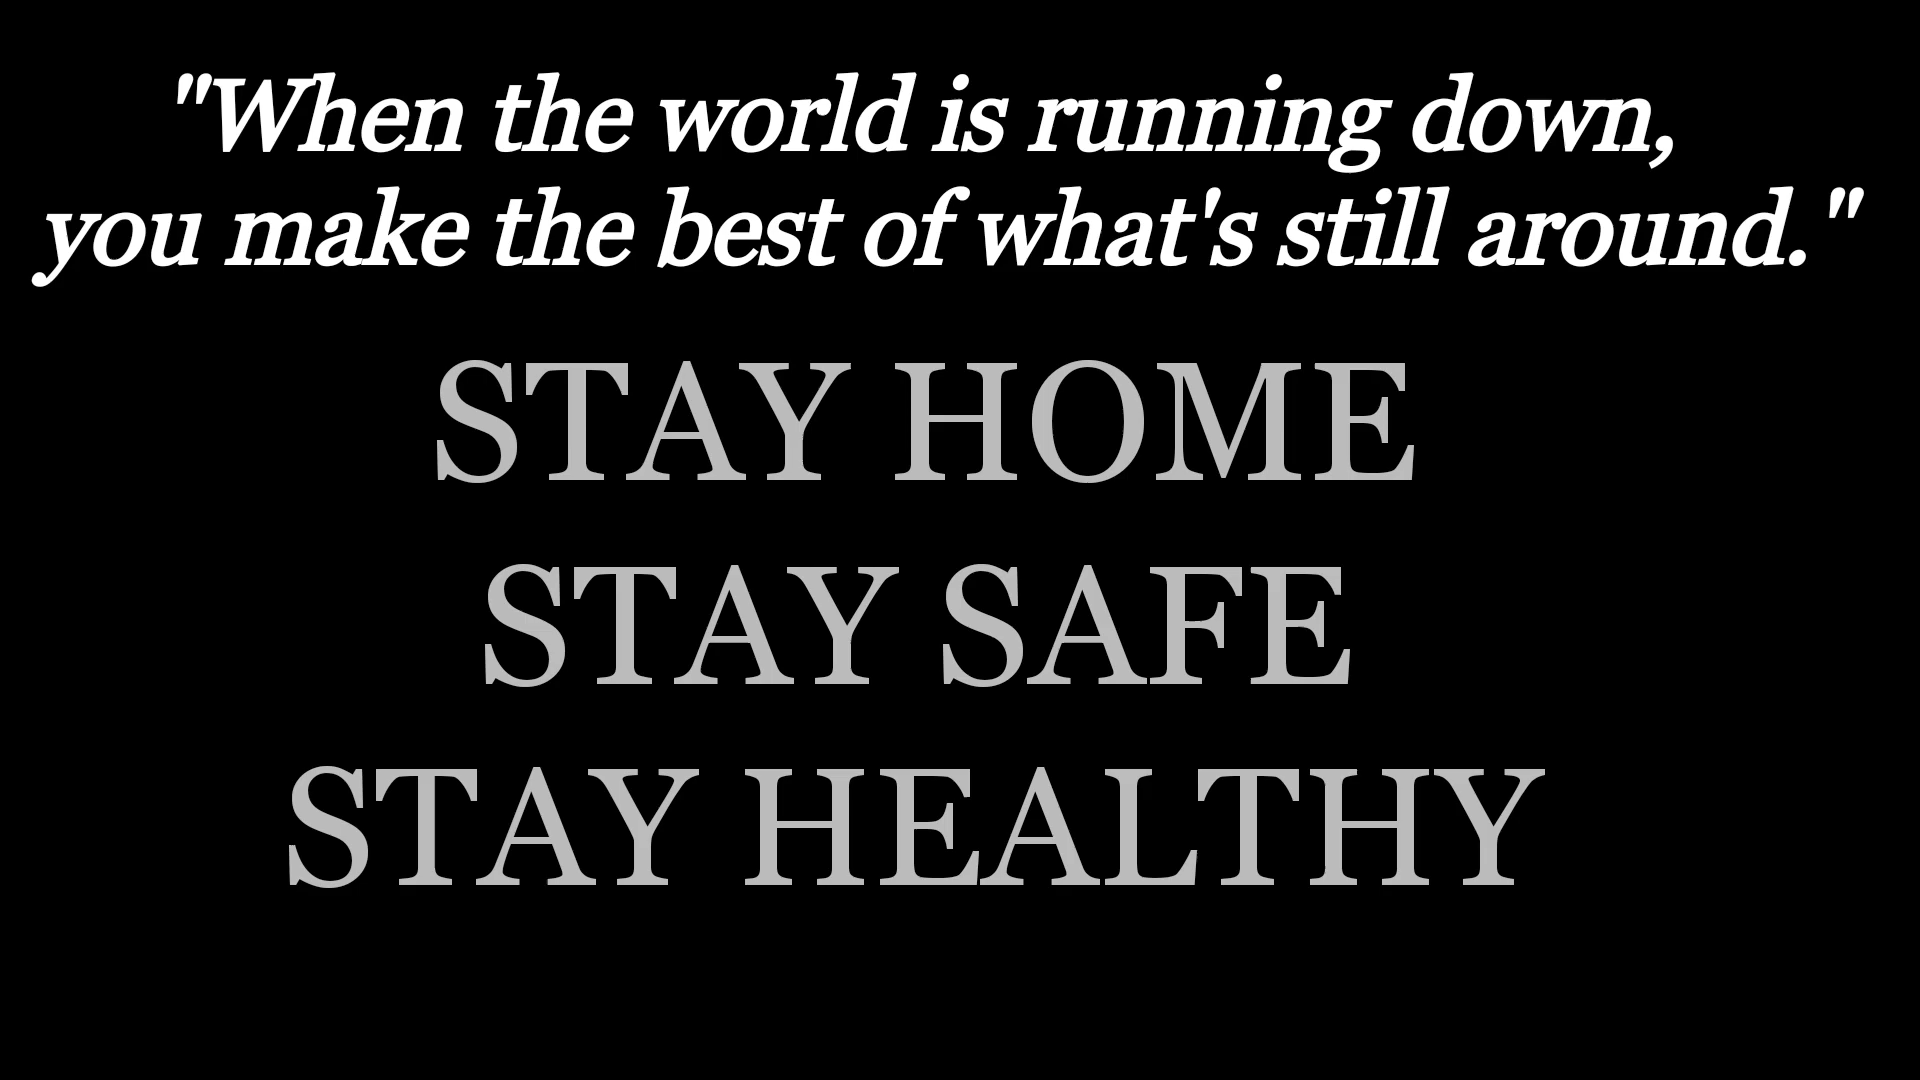 "When the world is running down,
you make the best of what's still around."
STAY HOME
STAY SAFE
STAY HEALTHY